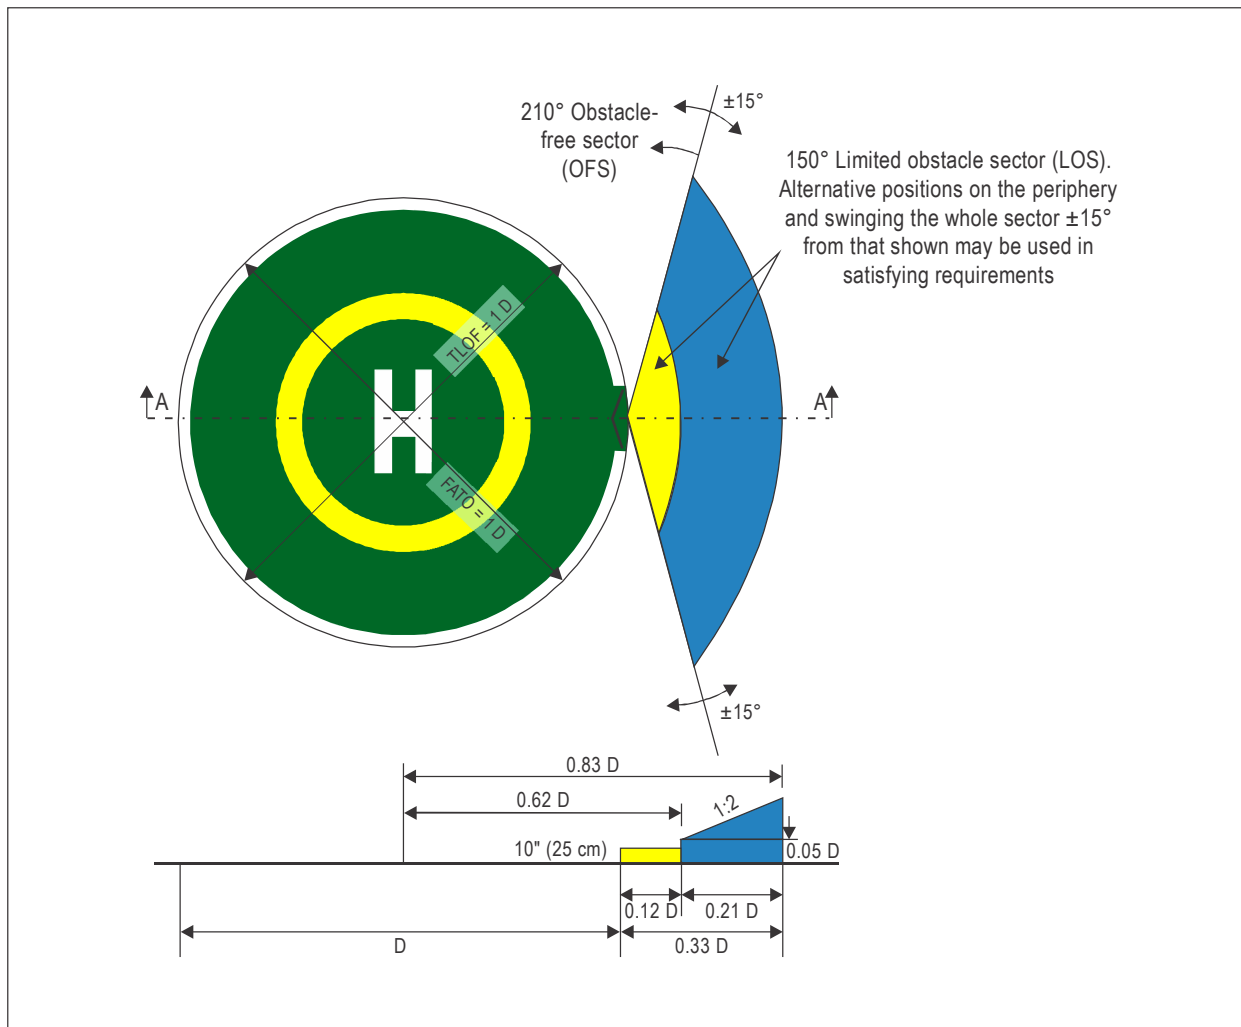 ±15°
210° Obstacle-
free sector
(OFS)
150° Limited obstacle sector (LOS).
Alternative positions on the periphery
and swinging the whole sector ±15°
from that shown may be used in
satisfying requirements
TLOF = 1 D
A
A
H
FATO = 1 D
±15°
0.83 D
0.62 D
1:2
10" (25 cm)
0.05 D
0.12 D
0.21 D
D
0.33 D